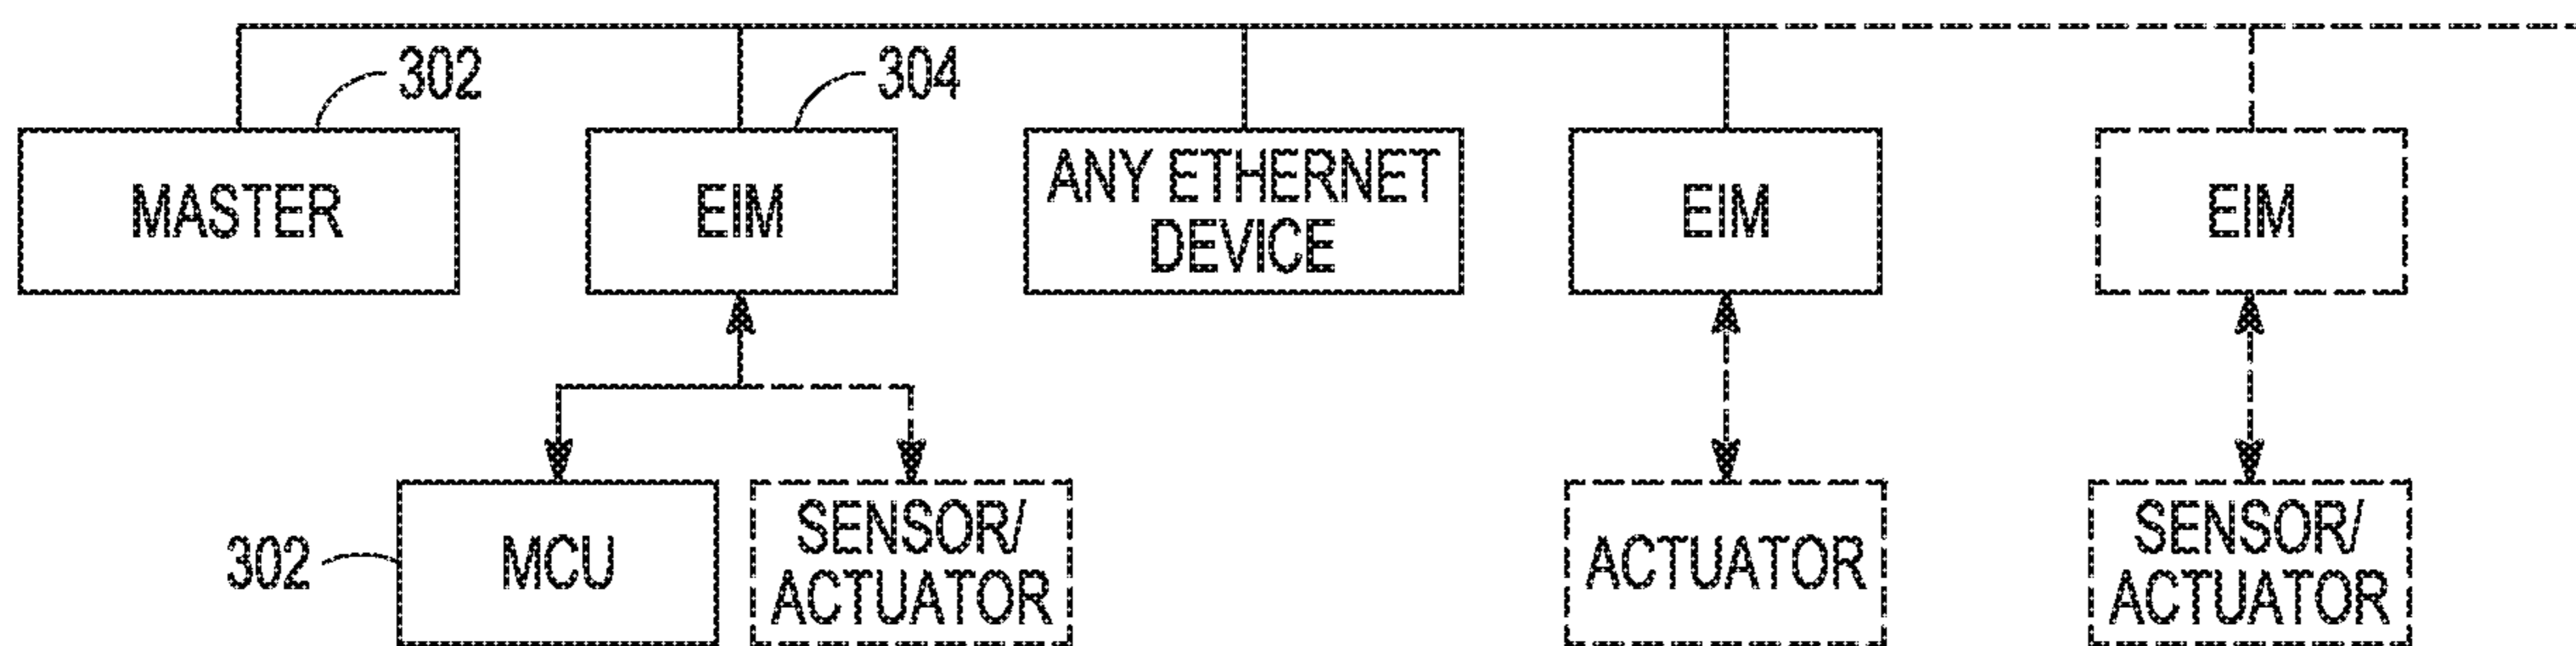 302
304
MASTER
EIM
ANY ETHERNET
DEVICE
EIM
EIM
302
MCU
SENSOR/
ACTUATOR
ACTUATOR
SENSOR/
ACTUATOR